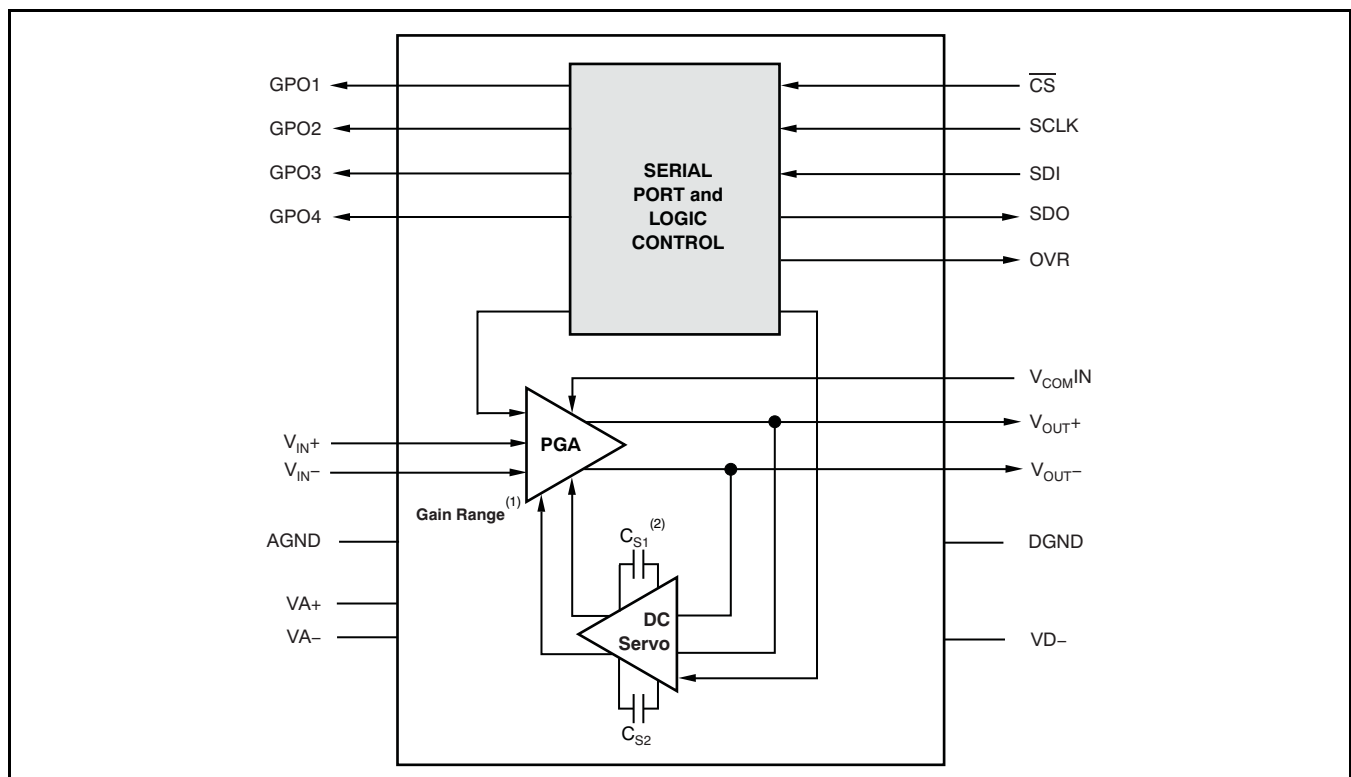 GPO1
GPO2
GPO3
GPO4
SERIAL
PORT and
LOGIC
CONTROL
CS
SCLK
SDI
SDO
OVR
VCOMIN
VOUT+
VOUT−
VIN+
VIN−
PGA
Gain Range(1)
AGND
VA+
VA−
CS1(2)
DC
Servo
CS2
DGND
VD−